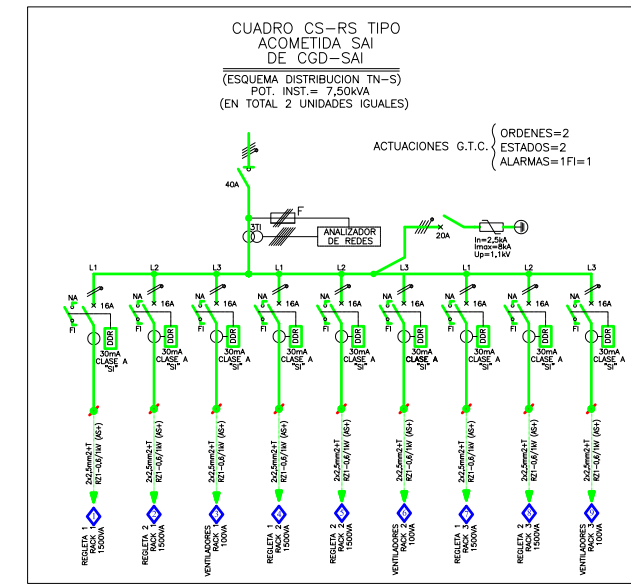 CUADRO CS-RS TIPO
ACOMETIDA SAI
DE CGD-SAI
(ESQUEMA DISTRIBUCION TN-S)
POT. INST.= 7,50kVA
(EN TOTAL 2 UNIDADES IGUALES)
ACTUACIONES G.T.C.
ORDENES=2
ESTADOS=2
ALARMAS=1FI=1
40A
F
3TI
ANALIZADOR
DE REDES
20A
In=2,5kA
Imax=8kA
Up=1,1kV
L1 L2 L3 L1 L2 L3 L1 L2 L3
NA 16A NA 16A NA 16A NA 16A NA 16A NA 16A NA 16A NA 16A NA 16A
FI DDR FI DDR FI DDR FI DDR FI DDR FI DDR FI DDR FI DDR FI DDR
30mA 30mA 30mA 30mA 30mA 30mA 30mA 30mA 30mA
CLASE A CLASE A CLASE A CLASE A CLASE A CLASE A CLASE A CLASE A CLASE A
"SI" "SI" "SI" "SI" "SI" "SI" "SI" "SI" "SI"
2x2,5mm2+T
RZ1-0,6/1kV (AS+)
2x2,5mm2+T
RZ1-0,6/1kV (AS+)
2x2,5mm2+T
RZ1-0,6/1kV (AS+)
2x2,5mm2+T
RZ1-0,6/1kV (AS+)
2x2,5mm2+T
RZ1-0,6/1kV (AS+)
2x2,5mm2+T
RZ1-0,6/1kV (AS+)
2x2,5mm2+T
RZ1-0,6/1kV (AS+)
2x2,5mm2+T
RZ1-0,6/1kV (AS+)
2x2,5mm2+T
RZ1-0,6/1kV (AS+)
1 2 3 4 5 6 7 8 9
REGLETA 1
RACK 1
1500VA
REGLETA 2
RACK 1
1500VA
VENTILADORES
RACK 1
100VA
REGLETA 1
RACK 2
1500VA
REGLETA 2
RACK 2
1500VA
VENTILADORES
RACK 2
100VA
REGLETA 1
RACK 3
1500VA
REGLETA 2
RACK 3
1500VA
VENTILADORES
RACK 3
100VA